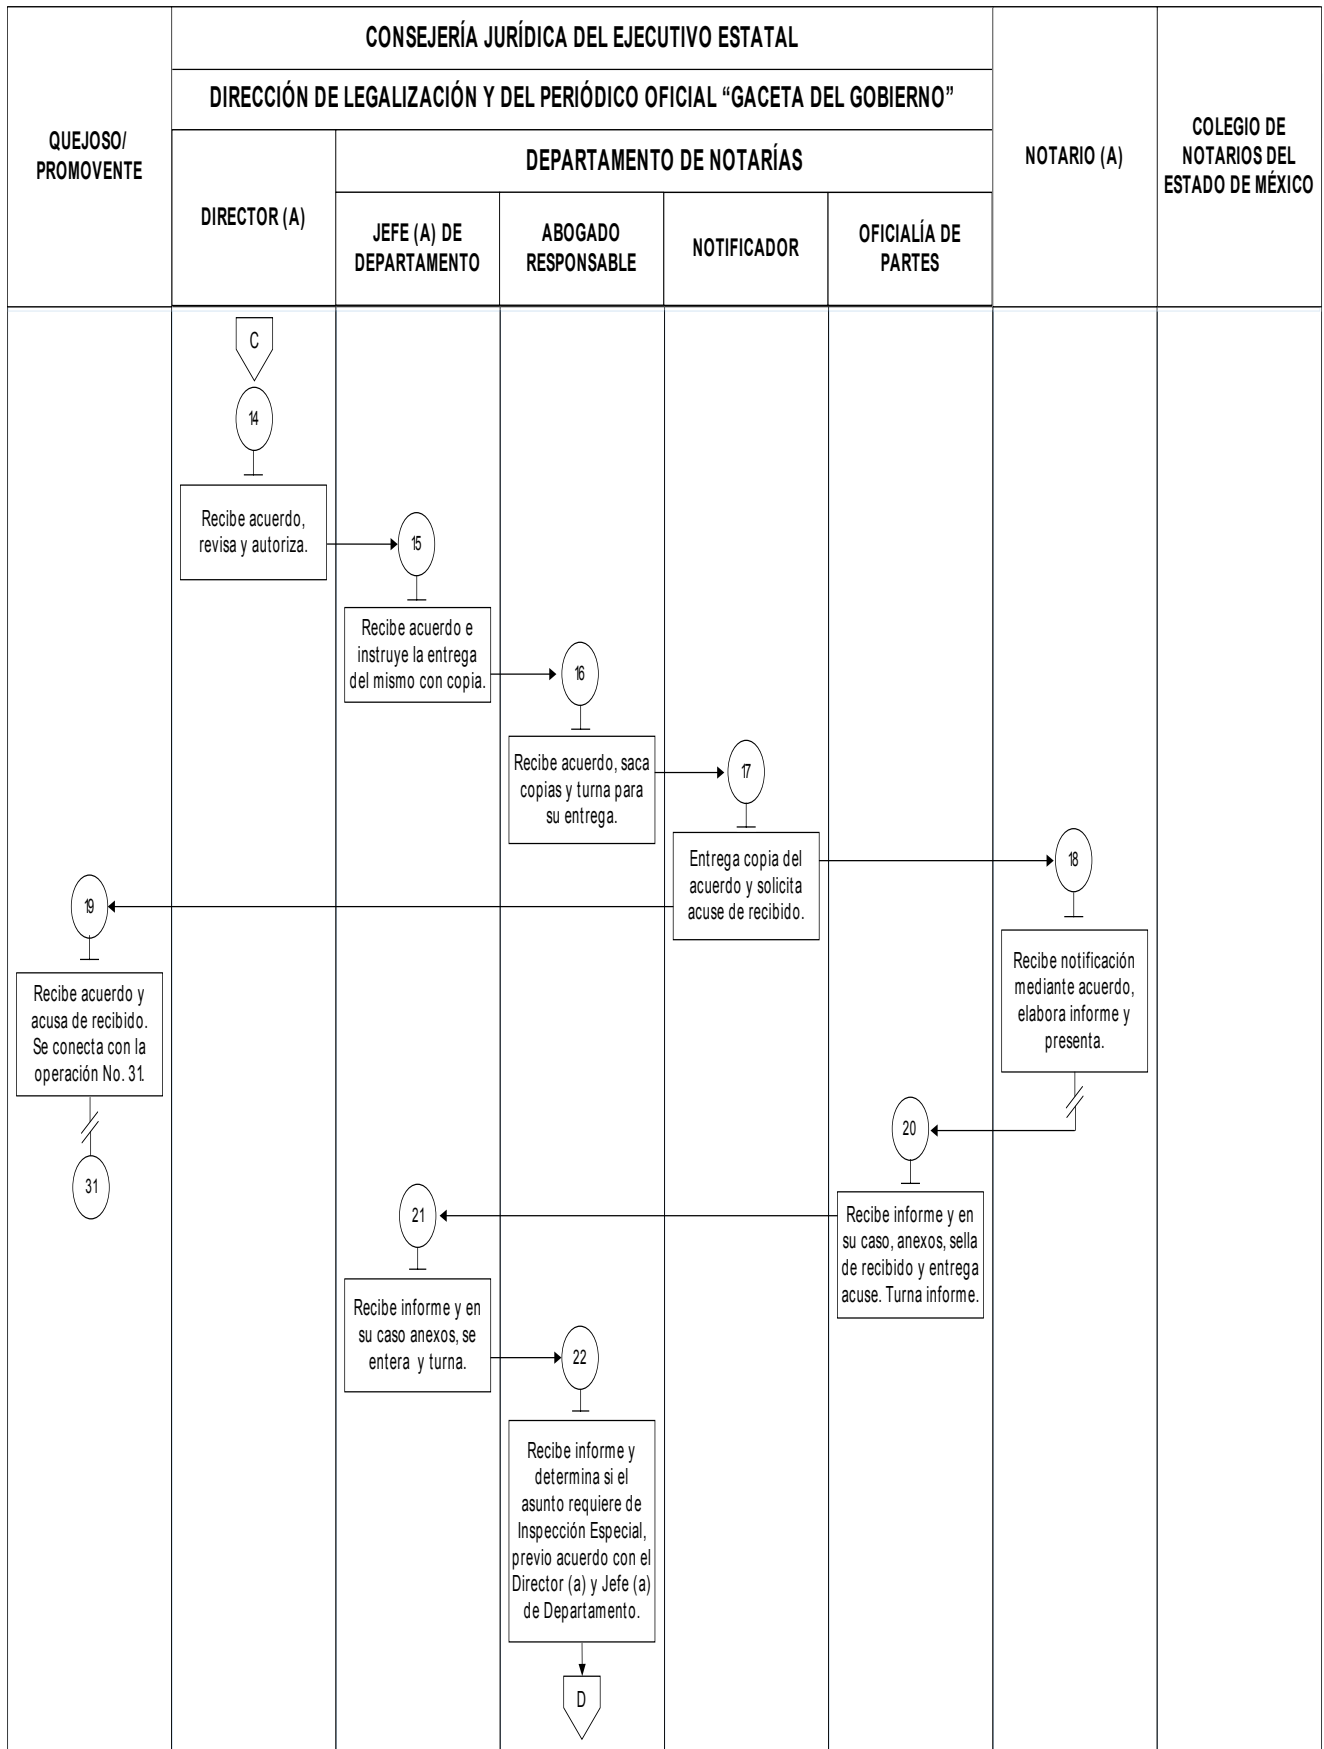 CONSEJERÍA JURÍDICA DEL EJECUTIVO ESTATAL
DIRECCIÓN DE LEGALIZACIÓN Y DEL PERIÓDICO OFICIAL “GACETA DEL GOBIERNO”
QUEJOSO/
PROMOVENTE
DIRECTOR (A)
DEPARTAMENTO DE NOTARÍAS
JEFE (A) DE
DEPARTAMENTO
ABOGADO
RESPONSABLE
NOTIFICADOR
OFICIALÍA DE
PARTES
NOTARIO (A)
COLEGIO DE
NOTARIOS DEL
ESTADO DE MÉXICO
C
14
Recibe acuerdo,
revisa y autoriza.
15
Recibe acuerdo e
instruye la entrega
del mismo con copia.
16
Recibe acuerdo, saca
copias y turna para
su entrega.
17
Entrega copia del
acuerdo y solicita
acuse de recibido.
18
Recibe notificación
mediante acuerdo,
elabora informe y
presenta.
19
Recibe acuerdo y
acusa de recibido.
Se conecta con la
operación No. 31.
31
20
Recibe informe y en
su caso, anexos, sella
de recibido y entrega
acuse. Turna informe.
21
Recibe informe y en
su caso anexos, se
entera y turna.
22
Recibe informe y
determina si el
asunto requiere de
Inspección Especial,
previo acuerdo con el
Director (a) y Jefe (a)
de Departamento.
D